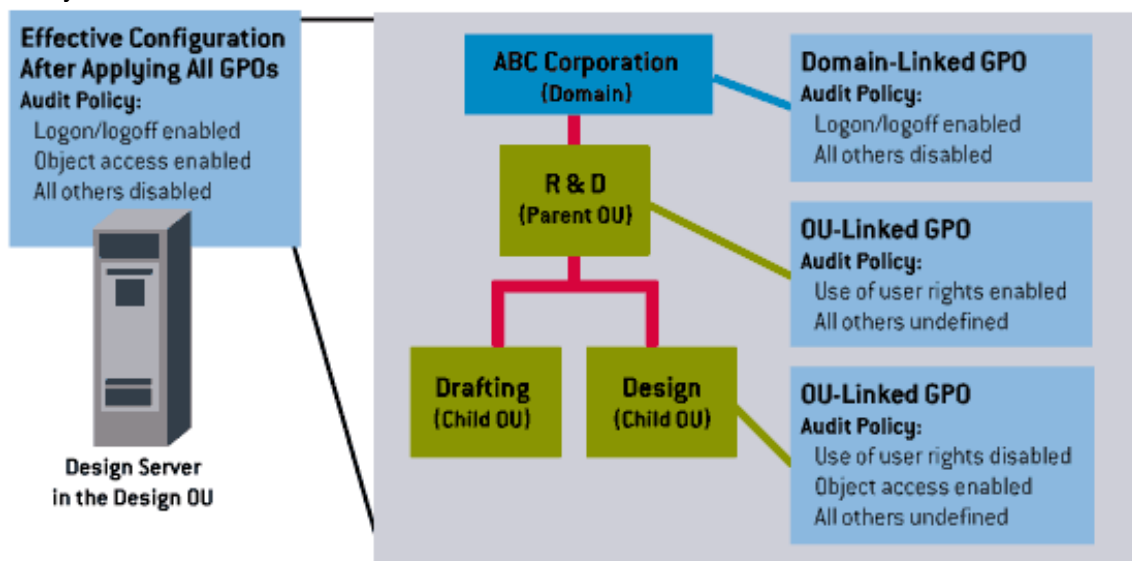 Effective Configuration
After Applying All GPOs
Audit Policy:
Logon/logoff enabled
Object access enabled
All others disabled
Design Server
in the Design OU
ABC Corporation
(Domain)
R & D
(Parent OU)
Drafting
(Child OU)
Design
(Child OU)
Domain-Linked GPO
Audit Policy:
Logon/logoff enabled
All others disabled
OU-Linked GPO
Audit Policy:
Use of user rights enabled
All others undefined
OU-Linked GPO
Audit Policy:
Use of user rights disabled
Object access enabled
All others undefined